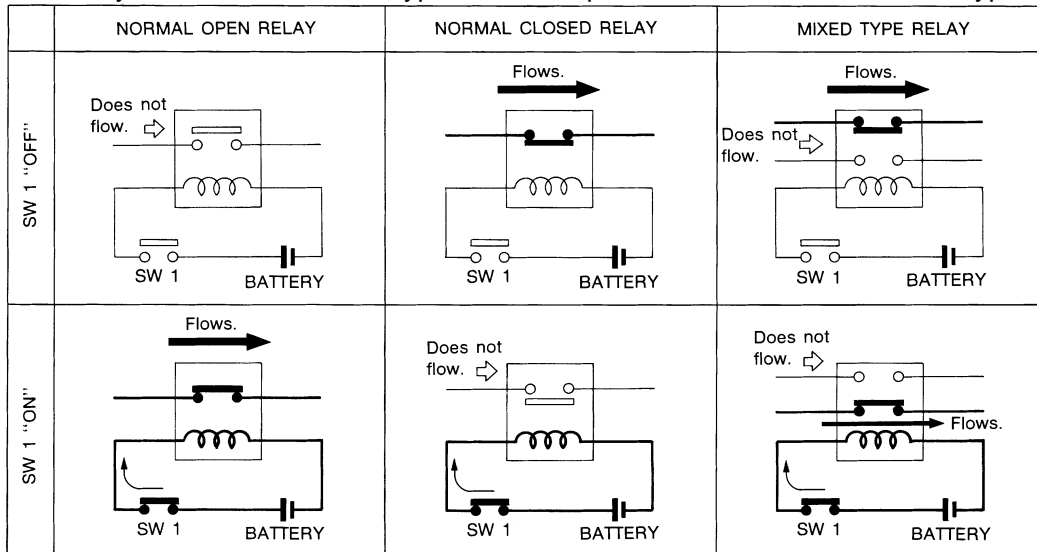 NORMAL OPEN RELAY
NORMAL CLOSED RELAY
MIXED TYPE RELAY
SW 1 "OFF"
Does not
flow.
SW 1
BATTERY
Flows.
SW 1
BATTERY
Flows.
Does not
flow.
SW 1
BATTERY
SW 1 "ON"
Flows.
SW 1
BATTERY
Does not
flow.
SW 1
BATTERY
Does not
flow.
Flows.
SW 1
BATTERY